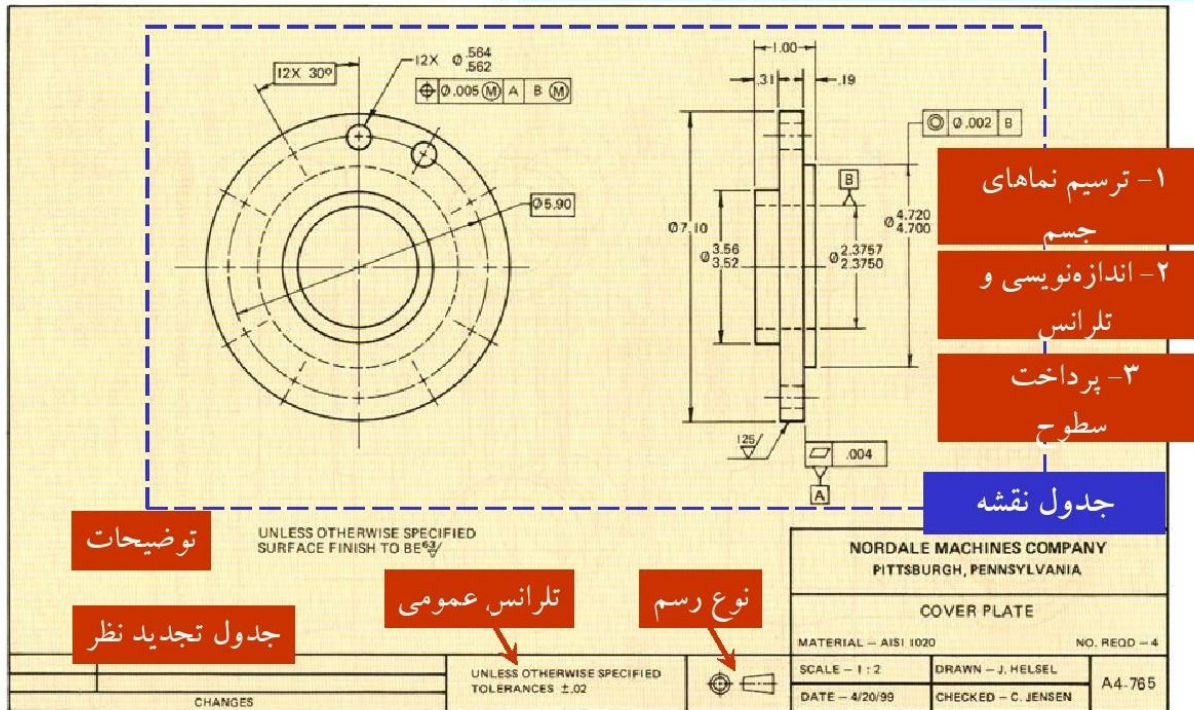 12X 30°
12X Ø .564
.562
⌖ Ø.005 Ⓜ A B Ⓜ
Ø5.90
1.00
.31
.19
◎ Ø.002 B
B
Ø7.10
Ø 3.56
3.52
Ø 2.3757
2.3750
Ø 4.720
4.700
125
⏥ .004
A
۱- ترسیم نماهای
جسم
۲- اندازه‌نویسی و
تلرانس
۳- پرداخت
سطوح
جدول نقشه
توضیحات
UNLESS OTHERWISE SPECIFIED
SURFACE FINISH TO BE 63
تلرانس عمومی
نوع رسم
جدول تجدید نظر
NORDALE MACHINES COMPANY
PITTSBURGH, PENNSYLVANIA
COVER PLATE
MATERIAL – AISI 1020 NO. REQD – 4
SCALE – 1 : 2 DRAWN – J. HELSEL
A4-765
DATE – 4/20/99 CHECKED – C. JENSEN
UNLESS OTHERWISE SPECIFIED
TOLERANCES ±.02
CHANGES